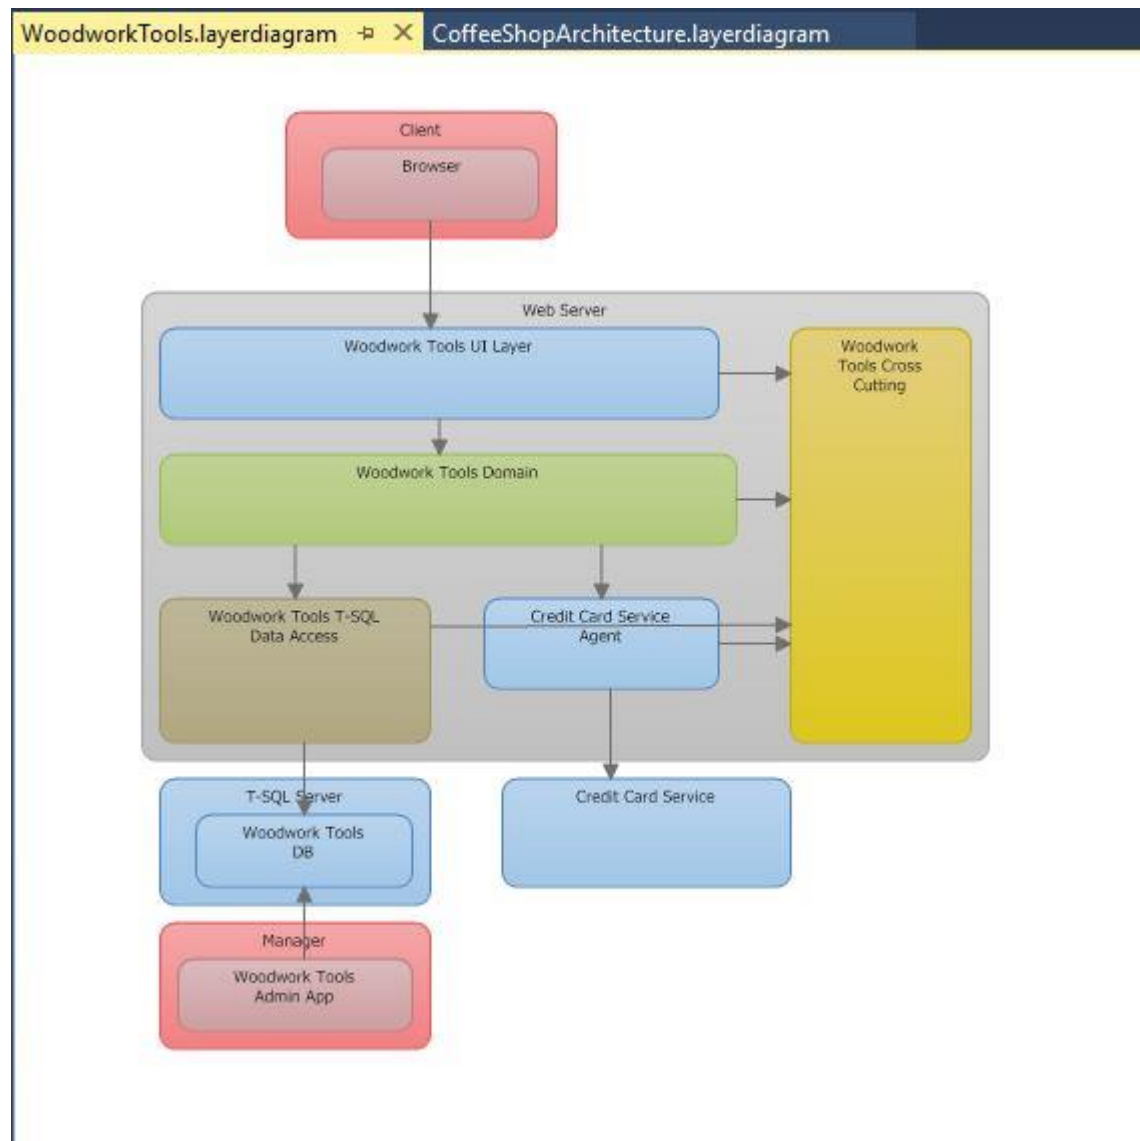 WoodworkTools.layerdiagram
CoffeeShopArchitecture.layerdiagram
Client
Browser
Web Server
Woodwork Tools UI Layer
Woodwork
Tools Cross
Cutting
Woodwork Tools Domain
Woodwork Tools T-SQL
Data Access
Credit Card Service
Agent
T-SQL Server
Woodwork Tools
DB
Credit Card Service
Manager
Woodwork Tools
Admin App